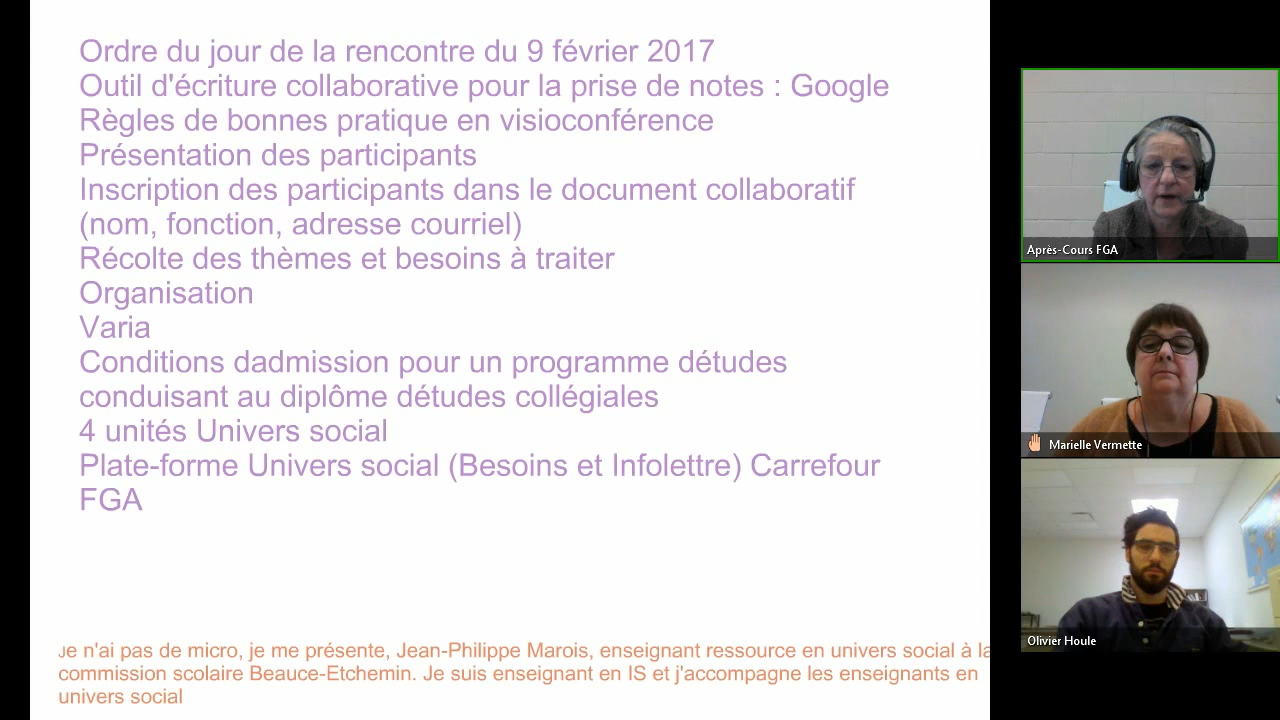 Ordre du jour de la rencontre du 9 février 2017
Outil d'écriture collaborative pour la prise de notes : Google
Règles de bonnes pratique en visioconférence
Présentation des participants
Inscription des participants dans le document collaboratif
(nom, fonction, adresse courriel)
Récolte des thèmes et besoins à traiter
Organisation
Varia
Conditions dadmission pour un programme détudes
conduisant au diplôme détudes collégiales
4 unités Univers social
Plate-forme Univers social (Besoins et Infolettre) Carrefour
FGA
Je n'ai pas de micro, je me présente, Jean-Philippe Marois, enseignant ressource en univers social à la
commission scolaire Beauce-Etchemin. Je suis enseignant en IS et j'accompagne les enseignants en
univers social
Après-Cours FGA
Marielle Vermette
Olivier Houle